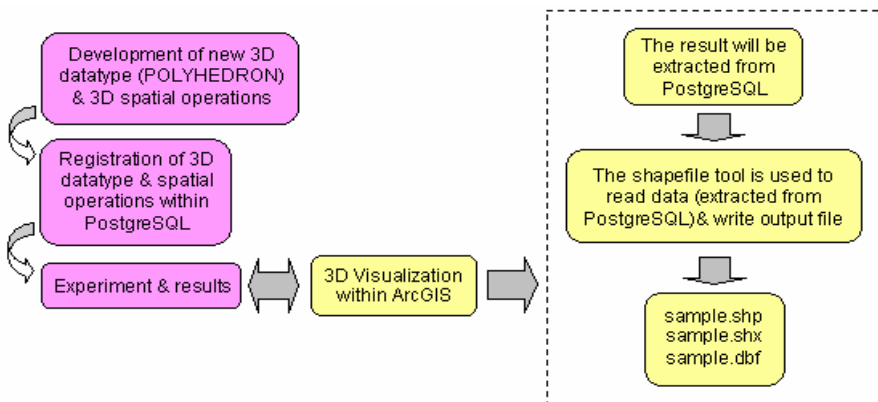 Development of new 3D
datatype (POLYHEDRON)
& 3D spatial operations
Registration of 3D
datatype & spatial
operations within
PostgreSQL
Experiment & results
3D Visualization
within ArcGIS
The result will be
extracted from
PostgreSQL
The shapefile tool is used to
read data (extracted from
PostgreSQL)& write output file
sample.shp
sample.shx
sample.dbf